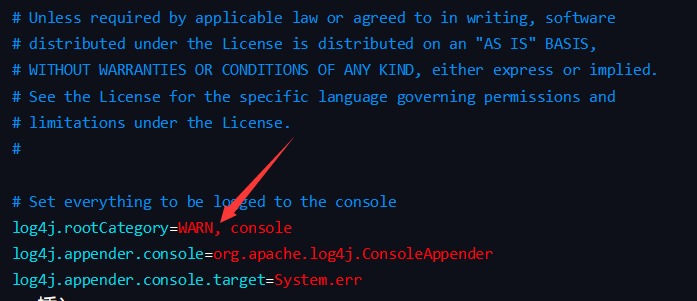 # Unless required by applicable law or agreed to in writing, software
# distributed under the License is distributed on an "AS IS" BASIS,
# WITHOUT WARRANTIES OR CONDITIONS OF ANY KIND, either express or implied.
# See the License for the specific language governing permissions and
# limitations under the License.
#
# Set everything to be logged to the console
log4j.rootCategory=WARN, console
log4j.appender.console=org.apache.log4j.ConsoleAppender
log4j.appender.console.target=System.err